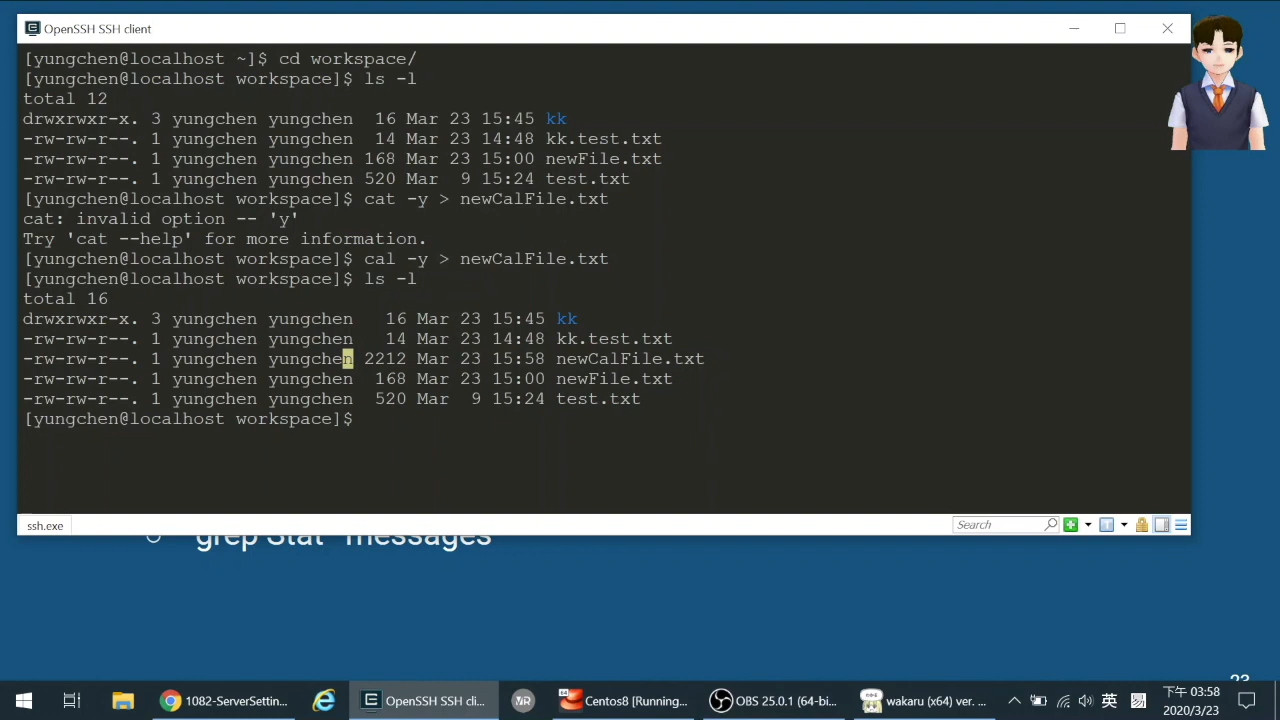 OpenSSH SSH client
[yungchen@localhost ~]$ cd workspace/
[yungchen@localhost workspace]$ ls -l
total 12
drwxrwxr-x. 3 yungchen yungchen  16 Mar 23 15:45 kk
-rw-rw-r--. 1 yungchen yungchen  14 Mar 23 14:48 kk.test.txt
-rw-rw-r--. 1 yungchen yungchen 168 Mar 23 15:00 newFile.txt
-rw-rw-r--. 1 yungchen yungchen 520 Mar  9 15:24 test.txt
[yungchen@localhost workspace]$ cat -y > newCalFile.txt
cat: invalid option -- 'y'
Try 'cat --help' for more information.
[yungchen@localhost workspace]$ cal -y > newCalFile.txt
[yungchen@localhost workspace]$ ls -l
total 16
drwxrwxr-x. 3 yungchen yungchen   16 Mar 23 15:45 kk
-rw-rw-r--. 1 yungchen yungchen   14 Mar 23 14:48 kk.test.txt
-rw-rw-r--. 1 yungchen yungchen 2212 Mar 23 15:58 newCalFile.txt
-rw-rw-r--. 1 yungchen yungchen  168 Mar 23 15:00 newFile.txt
-rw-rw-r--. 1 yungchen yungchen  520 Mar  9 15:24 test.txt
[yungchen@localhost workspace]$
ssh.exe
Search
grep Stat* messages
23
1082-ServerSettin...
OpenSSH SSH cli...
Centos8 [Running...
OBS 25.0.1 (64-bi...
wakaru (x64) ver. ...
英
下午 03:58
2020/3/23